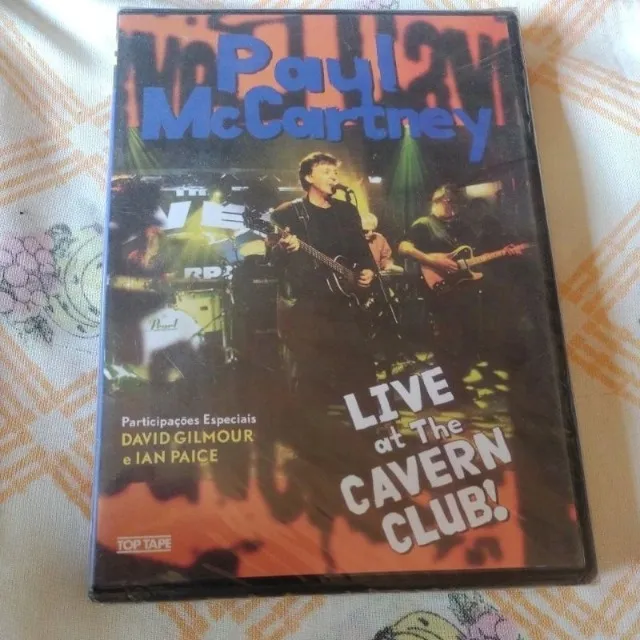 Paul
McCartney
Pearl
Participações Especiais
DAVID GILMOUR
e IAN PAICE
LIVE
at The
CAVERN
CLUB!
TOP TAPE